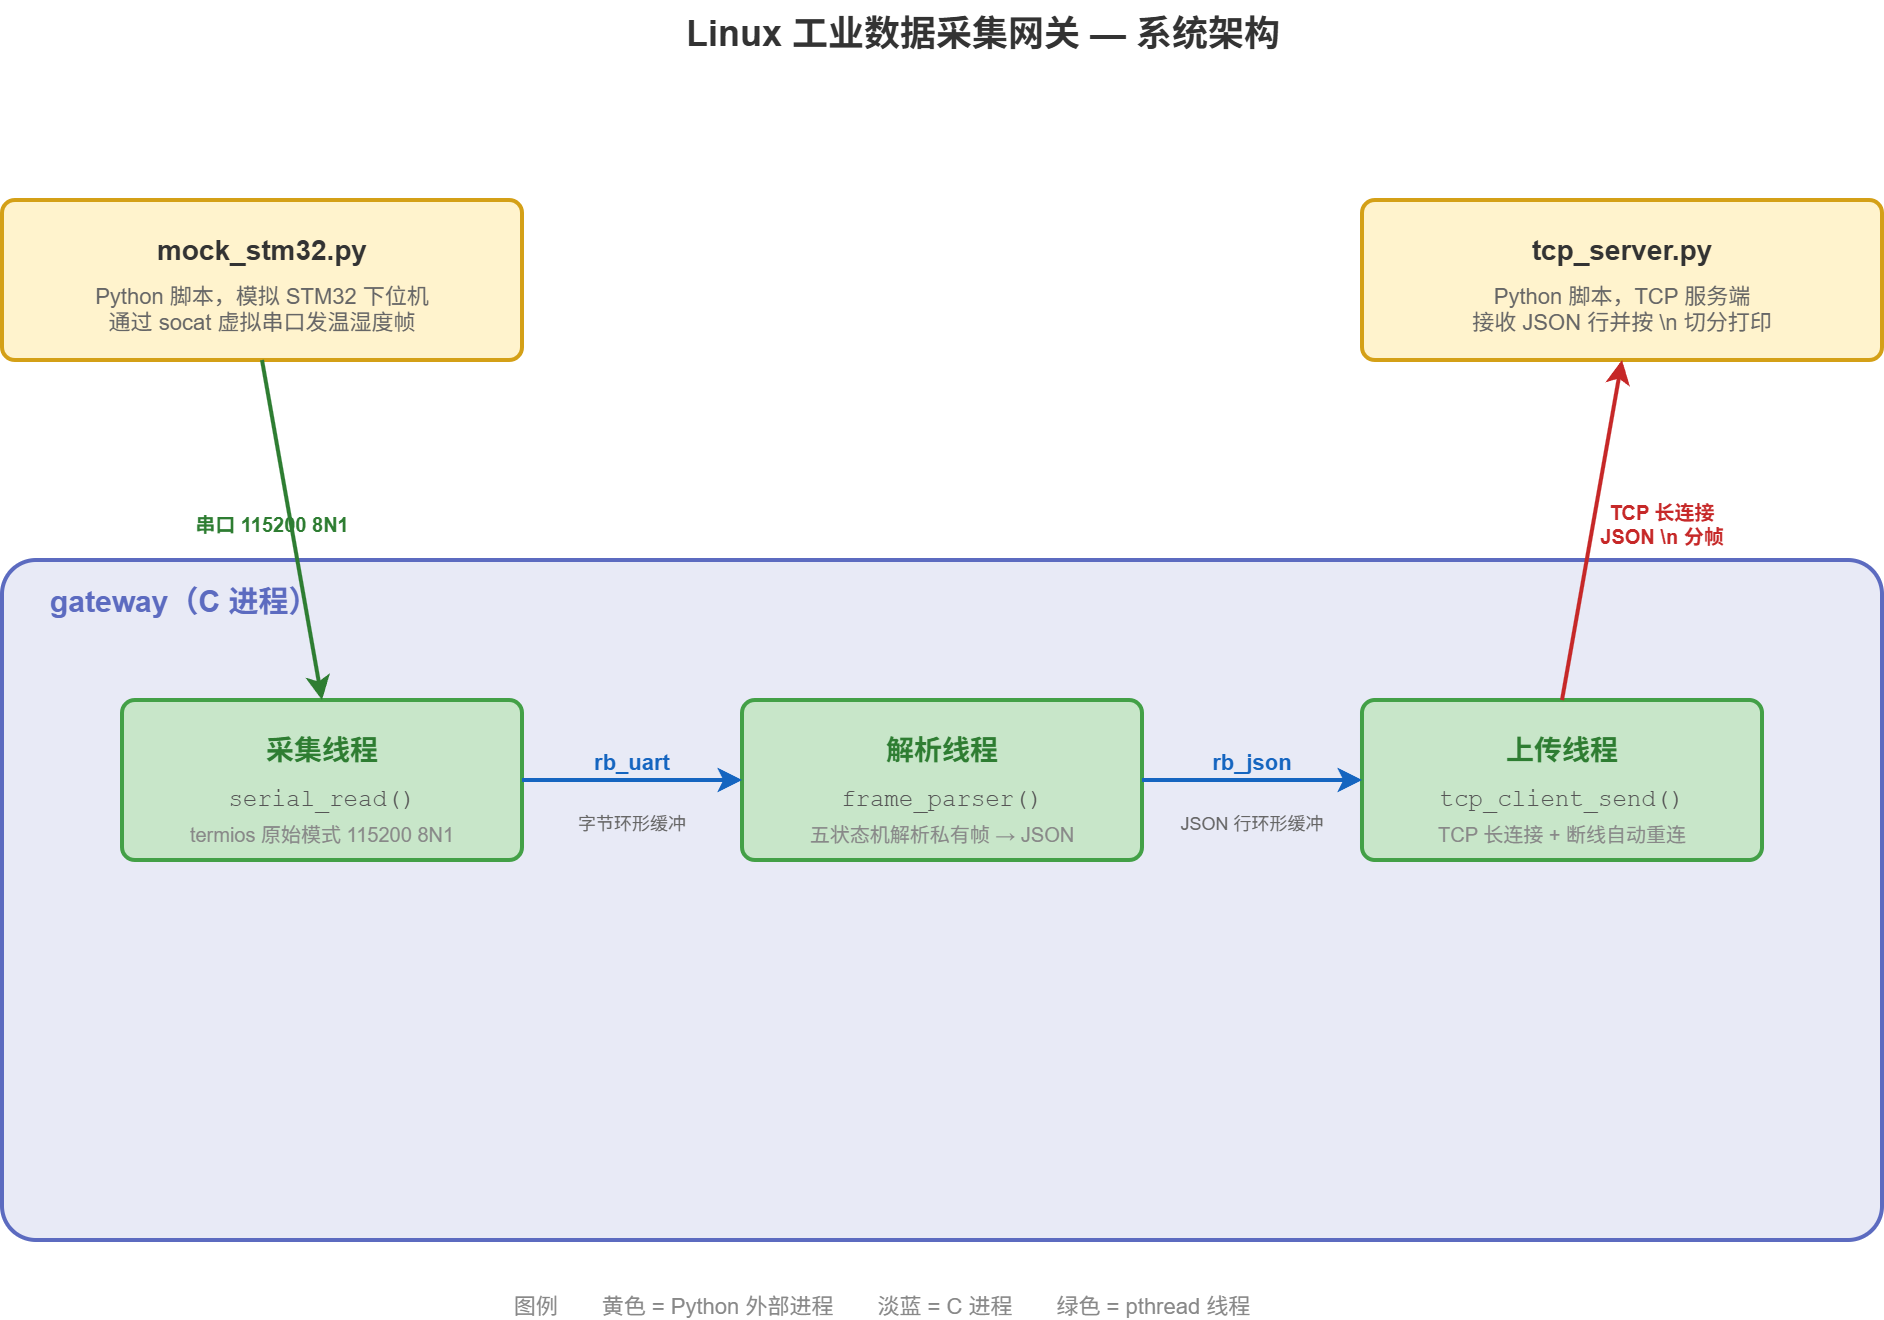 Linux 工业数据采集网关 — 系统架构
mock_stm32.py
Python 脚本，模拟 STM32 下位机
通过 socat 虚拟串口发温湿度帧
tcp_server.py
Python 脚本，TCP 服务端
接收 JSON 行并按 \n 切分打印
串口 115200 8N1
TCP 长连接
JSON \n 分帧
gateway（C 进程）
采集线程
serial_read()
termios 原始模式 115200 8N1
rb_uart
字节环形缓冲
解析线程
frame_parser()
五状态机解析私有帧 → JSON
rb_json
JSON 行环形缓冲
上传线程
tcp_client_send()
TCP 长连接 + 断线自动重连
图例 黄色 = Python 外部进程 淡蓝 = C 进程 绿色 = pthread 线程